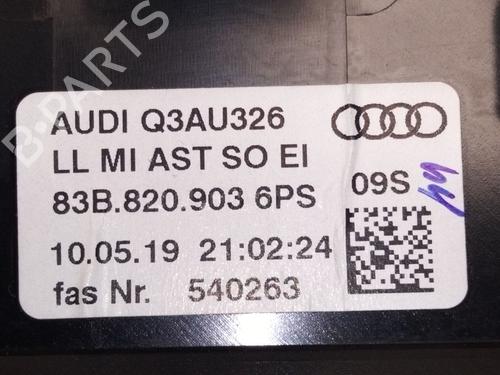 B-PARTS
AUDI Q3AU326
LL MI AST SO EI
83B.820.903 6PS 09S
10.05.19 21:02:24
fas Nr. 540263